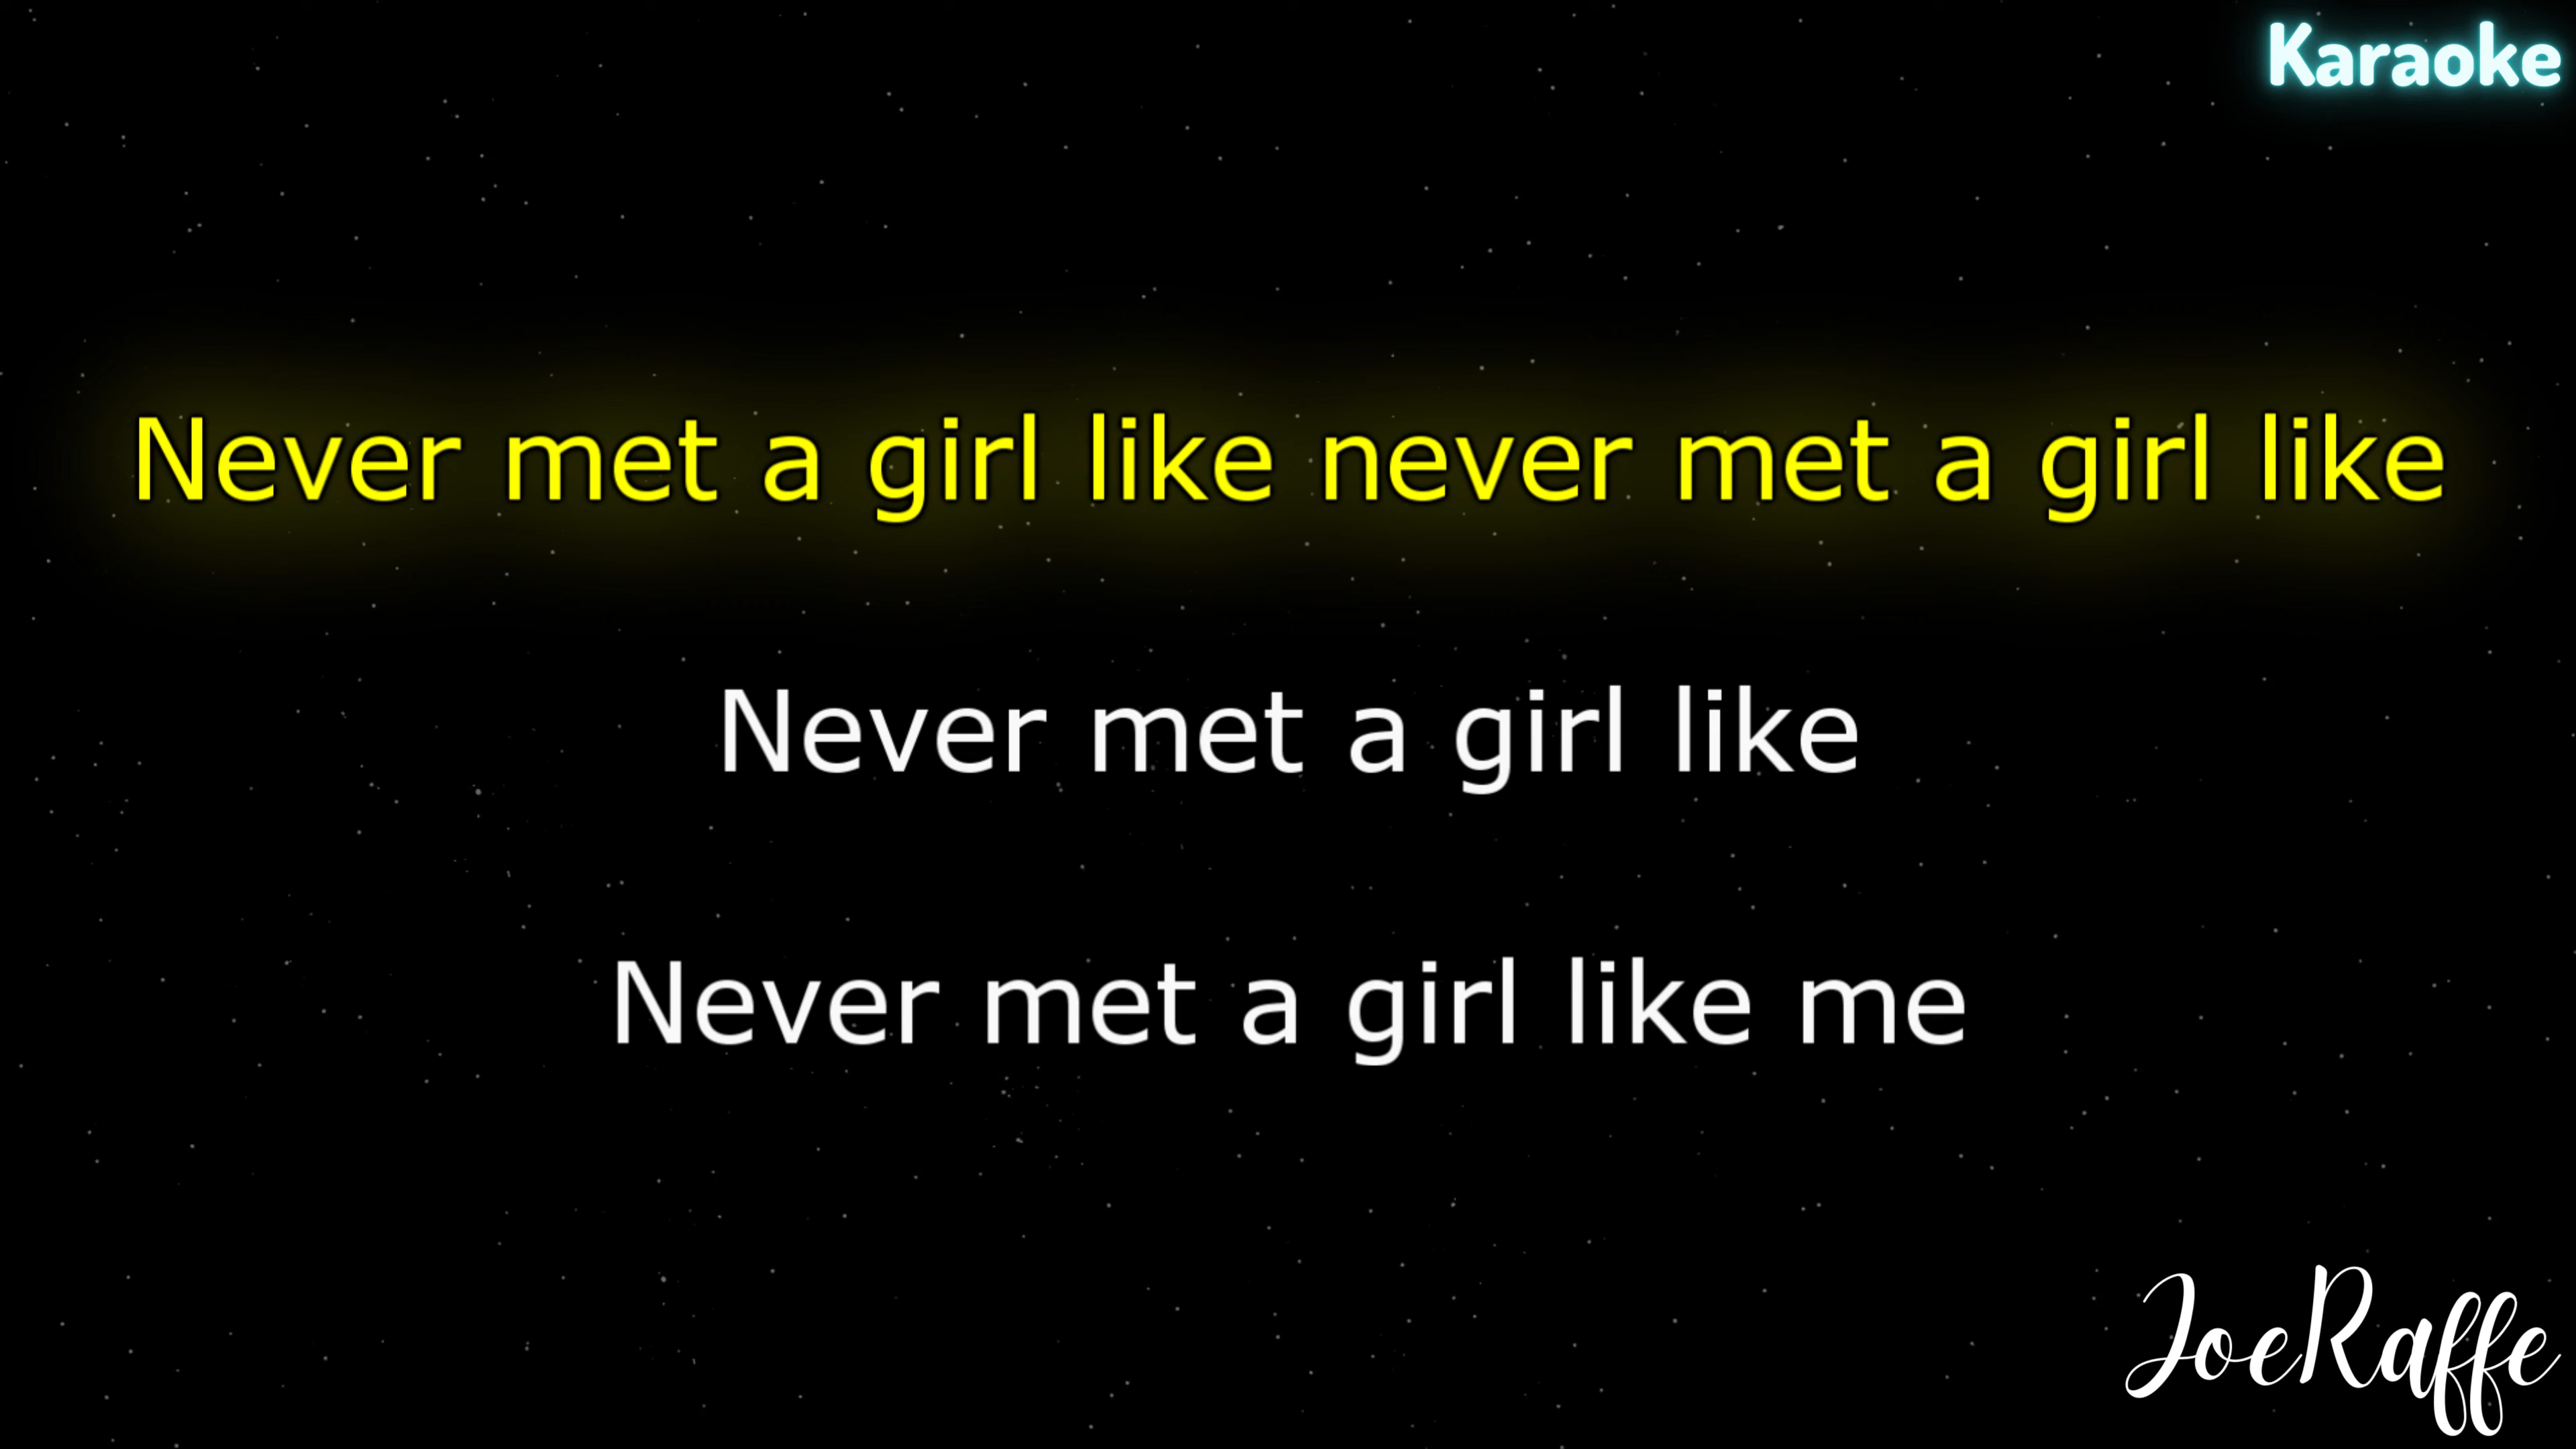 Karaoke
Never met a girl like never met a girl like
Never met a girl like
Never met a girl like me
JoeRaffe